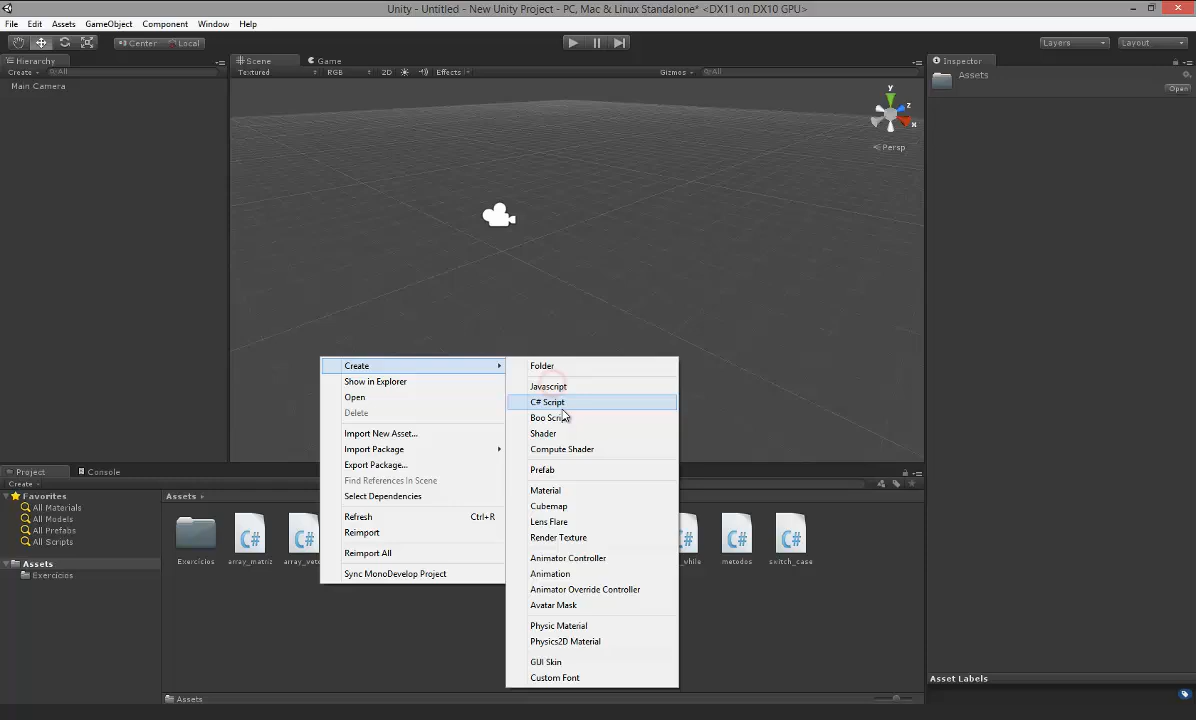 Unity - Untitled - New Unity Project - PC, Mac & Linux Standalone* <DX11 on DX10 GPU>
File Edit Assets GameObject Component Window Help
Center Local Layers Layout
Hierarchy Scene Game Inspector
Create All Textured RGB 2D Effects Gizmos All
Assets
Open
Main Camera
y
z
x
Persp
Create
Show in Explorer
Open
Delete
Import New Asset...
Import Package
Export Package...
Find References In Scene
Select Dependencies
Refresh Ctrl+R
Reimport
Reimport All
Sync MonoDevelop Project
Folder
Javascript
C# Script
Boo
Shader
Compute Shader
Prefab
Material
Cubemap
Lens Flare
Render Texture
Animator Controller
Animation
Animator Override Controller
Avatar Mask
Physic Material
Physics2D Material
GUI Skin
Custom Font
Project Console
Create
Favorites
All Materials
All Models
All Prefabs
All Scripts
Assets
Exercícios
Assets
C# C# C# C# C#
Exercícios array_matriz metodos switch_case
Assets
Asset Labels